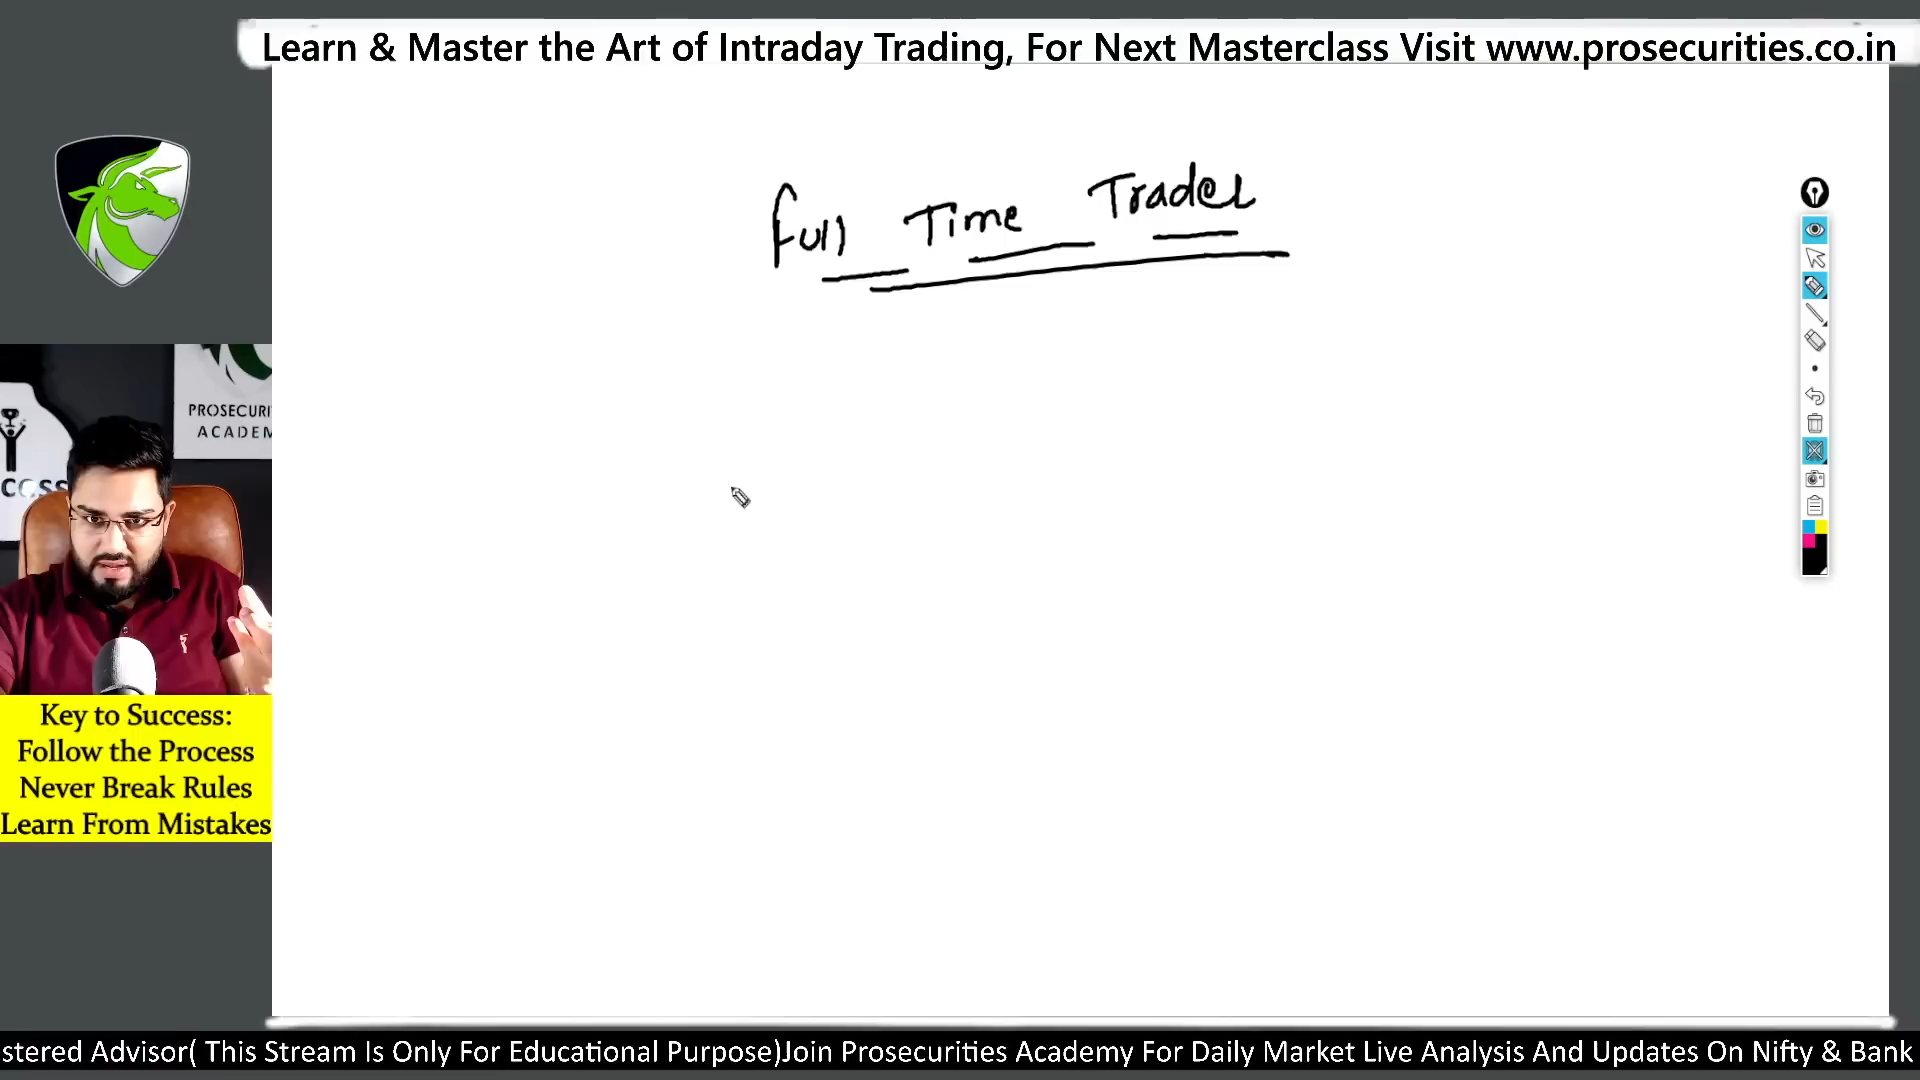 Learn & Master the Art of Intraday Trading, For Next Masterclass Visit www.prosecurities.co.in
Full Time Trader
PROSECURI
ACADEM
CCSS
Key to Success:
Follow the Process
Never Break Rules
Learn From Mistakes
stered Advisor( This Stream Is Only For Educational Purpose)Join Prosecurities Academy For Daily Market Live Analysis And Updates On Nifty & Bank